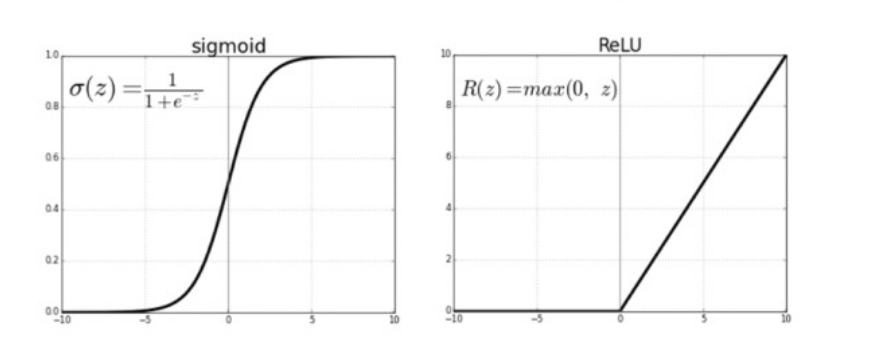 sigmoid
σ(z) = 1/(1+e^{-z})
1.0
0.8
0.6
0.4
0.2
0.0
-10 -5 0 5 10
ReLU
R(z) = max(0, z)
10
8
6
4
2
0
-10 -5 0 5 10